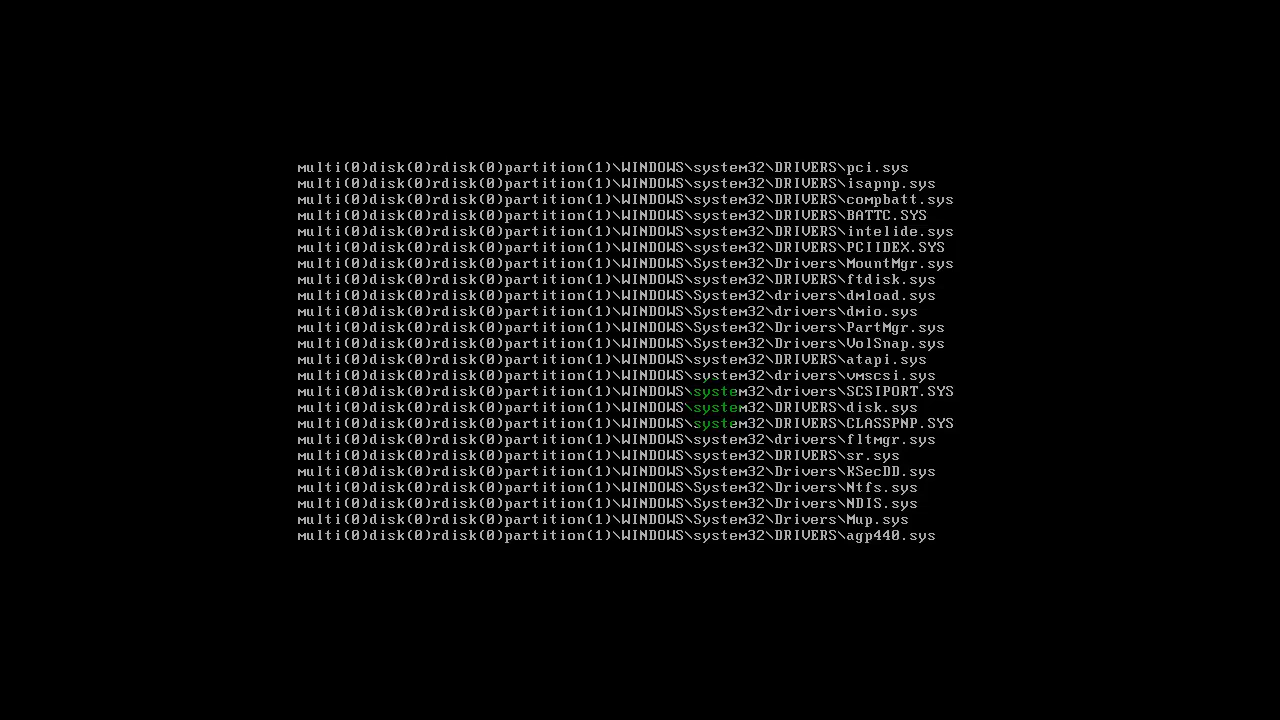 multi(0)disk(0)rdisk(0)partition(1)\WINDOWS\system32\DRIVERS\pci.sys
multi(0)disk(0)rdisk(0)partition(1)\WINDOWS\system32\DRIVERS\isapnp.sys
multi(0)disk(0)rdisk(0)partition(1)\WINDOWS\system32\DRIVERS\compbatt.sys
multi(0)disk(0)rdisk(0)partition(1)\WINDOWS\system32\DRIVERS\BATTC.SYS
multi(0)disk(0)rdisk(0)partition(1)\WINDOWS\system32\DRIVERS\intelide.sys
multi(0)disk(0)rdisk(0)partition(1)\WINDOWS\system32\DRIVERS\PCIIDEX.SYS
multi(0)disk(0)rdisk(0)partition(1)\WINDOWS\System32\Drivers\MountMgr.sys
multi(0)disk(0)rdisk(0)partition(1)\WINDOWS\system32\DRIVERS\ftdisk.sys
multi(0)disk(0)rdisk(0)partition(1)\WINDOWS\System32\drivers\dmload.sys
multi(0)disk(0)rdisk(0)partition(1)\WINDOWS\System32\drivers\dmio.sys
multi(0)disk(0)rdisk(0)partition(1)\WINDOWS\System32\Drivers\PartMgr.sys
multi(0)disk(0)rdisk(0)partition(1)\WINDOWS\System32\Drivers\VolSnap.sys
multi(0)disk(0)rdisk(0)partition(1)\WINDOWS\system32\DRIVERS\atapi.sys
multi(0)disk(0)rdisk(0)partition(1)\WINDOWS\system32\drivers\vmscsi.sys
multi(0)disk(0)rdisk(0)partition(1)\WINDOWS\system32\drivers\SCSIPORT.SYS
multi(0)disk(0)rdisk(0)partition(1)\WINDOWS\system32\DRIVERS\disk.sys
multi(0)disk(0)rdisk(0)partition(1)\WINDOWS\system32\DRIVERS\CLASSPNP.SYS
multi(0)disk(0)rdisk(0)partition(1)\WINDOWS\system32\drivers\fltmgr.sys
multi(0)disk(0)rdisk(0)partition(1)\WINDOWS\system32\DRIVERS\sr.sys
multi(0)disk(0)rdisk(0)partition(1)\WINDOWS\System32\Drivers\KSecDD.sys
multi(0)disk(0)rdisk(0)partition(1)\WINDOWS\System32\Drivers\Ntfs.sys
multi(0)disk(0)rdisk(0)partition(1)\WINDOWS\System32\Drivers\NDIS.sys
multi(0)disk(0)rdisk(0)partition(1)\WINDOWS\System32\Drivers\Mup.sys
multi(0)disk(0)rdisk(0)partition(1)\WINDOWS\system32\DRIVERS\agp440.sys